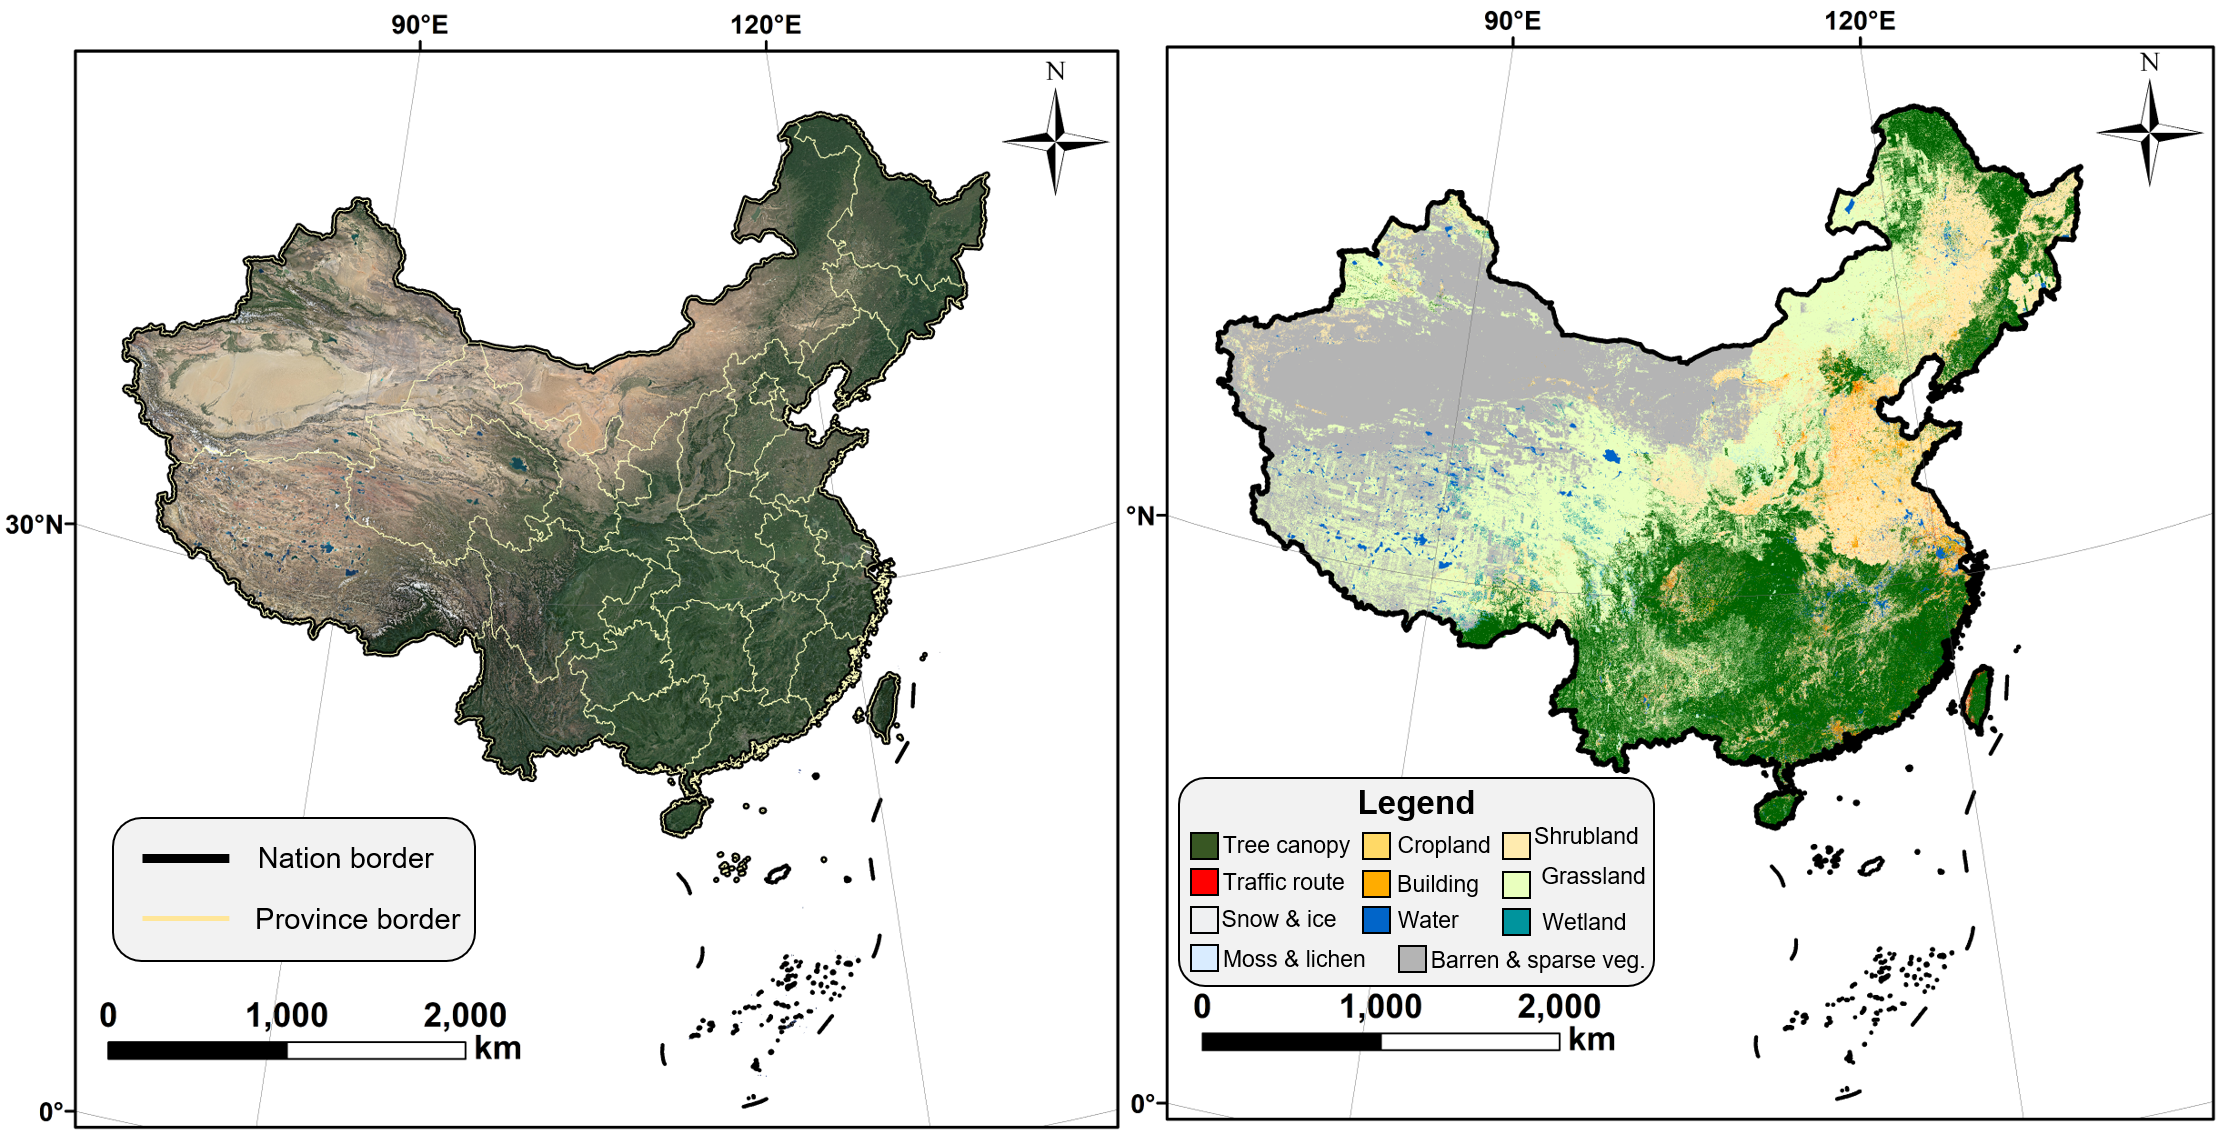 90°E 120°E
N
30°N
0°
Nation border
Province border
0 1,000 2,000
km
90°E 120°E
N
°N
0°
Legend
Tree canopy Cropland Shrubland
Traffic route Building Grassland
Snow & ice Water Wetland
Moss & lichen Barren & sparse veg.
0 1,000 2,000
km